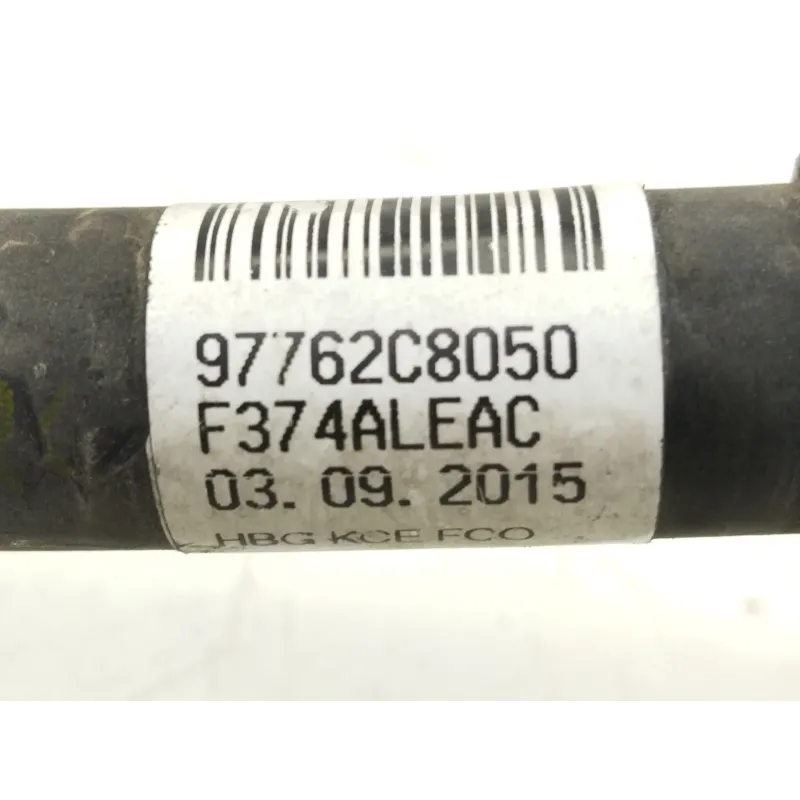 97762C8050
F374ALEAC
03. 09. 2015
HBG KCE FCO